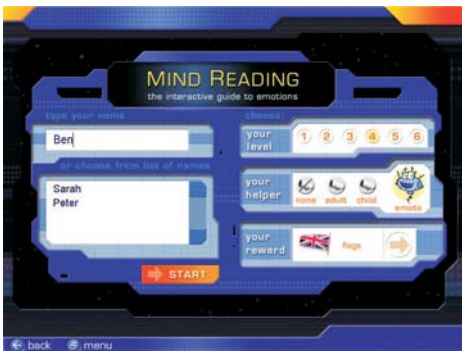 MIND READING
the interactive guide to emotions
type your name
Ben
or choose from list of names
Sarah
Peter
START
choose:
your level
1 2 3 4 5 6
your helper
none adult child emoto
your reward
flags
back menu